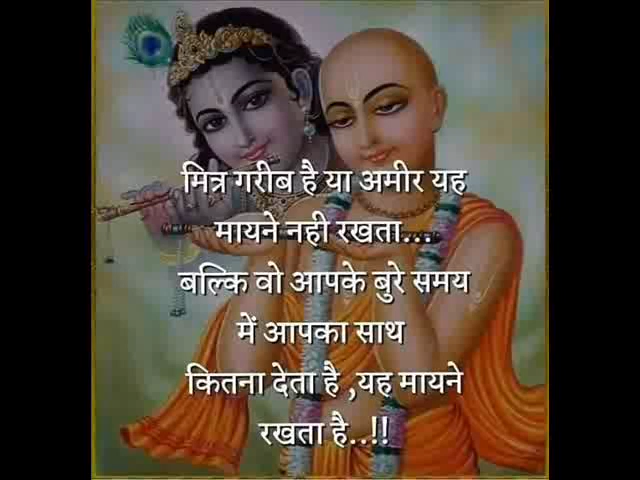 मित्र गरीब है या अमीर यह
मायने नही रखता...
बल्कि वो आपके बुरे समय
में आपका साथ
कितना देता है ,यह मायने
रखता है..!!